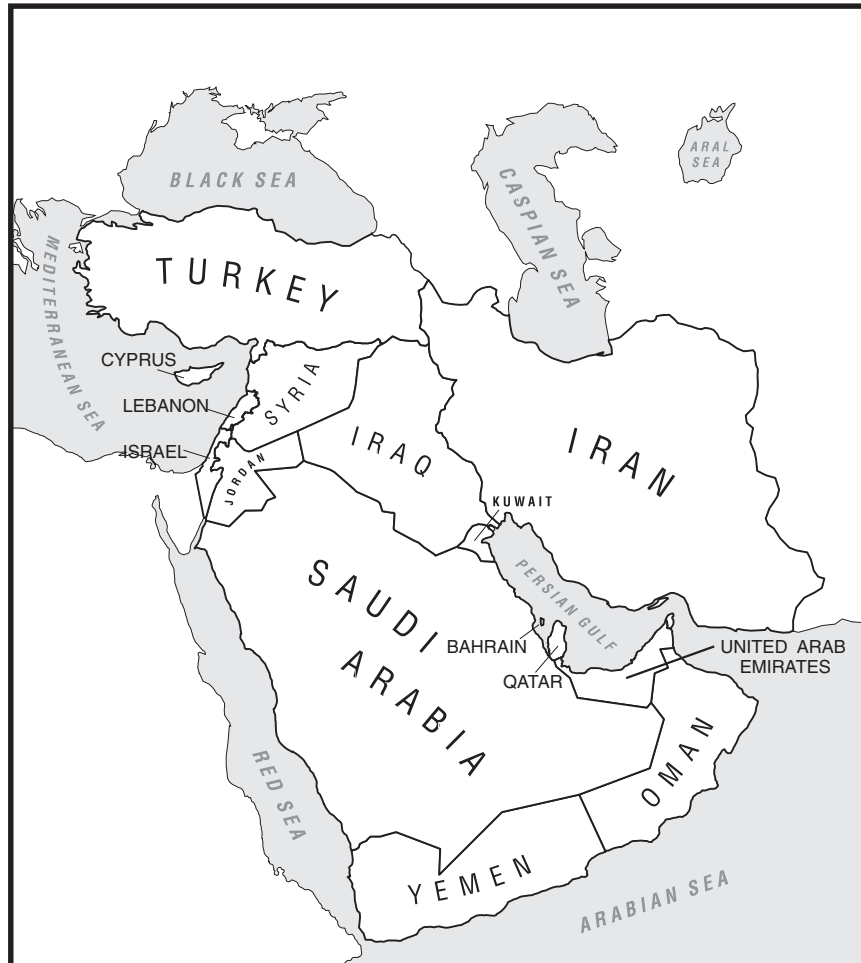 BLACK SEA
ARAL
SEA
CASPIAN SEA
MEDITERRANEAN SEA
TURKEY
CYPRUS
SYRIA
LEBANON
IRAQ
IRAN
ISRAEL
JORDAN
KUWAIT
SAUDI
ARABIA
PERSIAN GULF
BAHRAIN
QATAR
UNITED ARAB
EMIRATES
RED SEA
OMAN
YEMEN
ARABIAN SEA